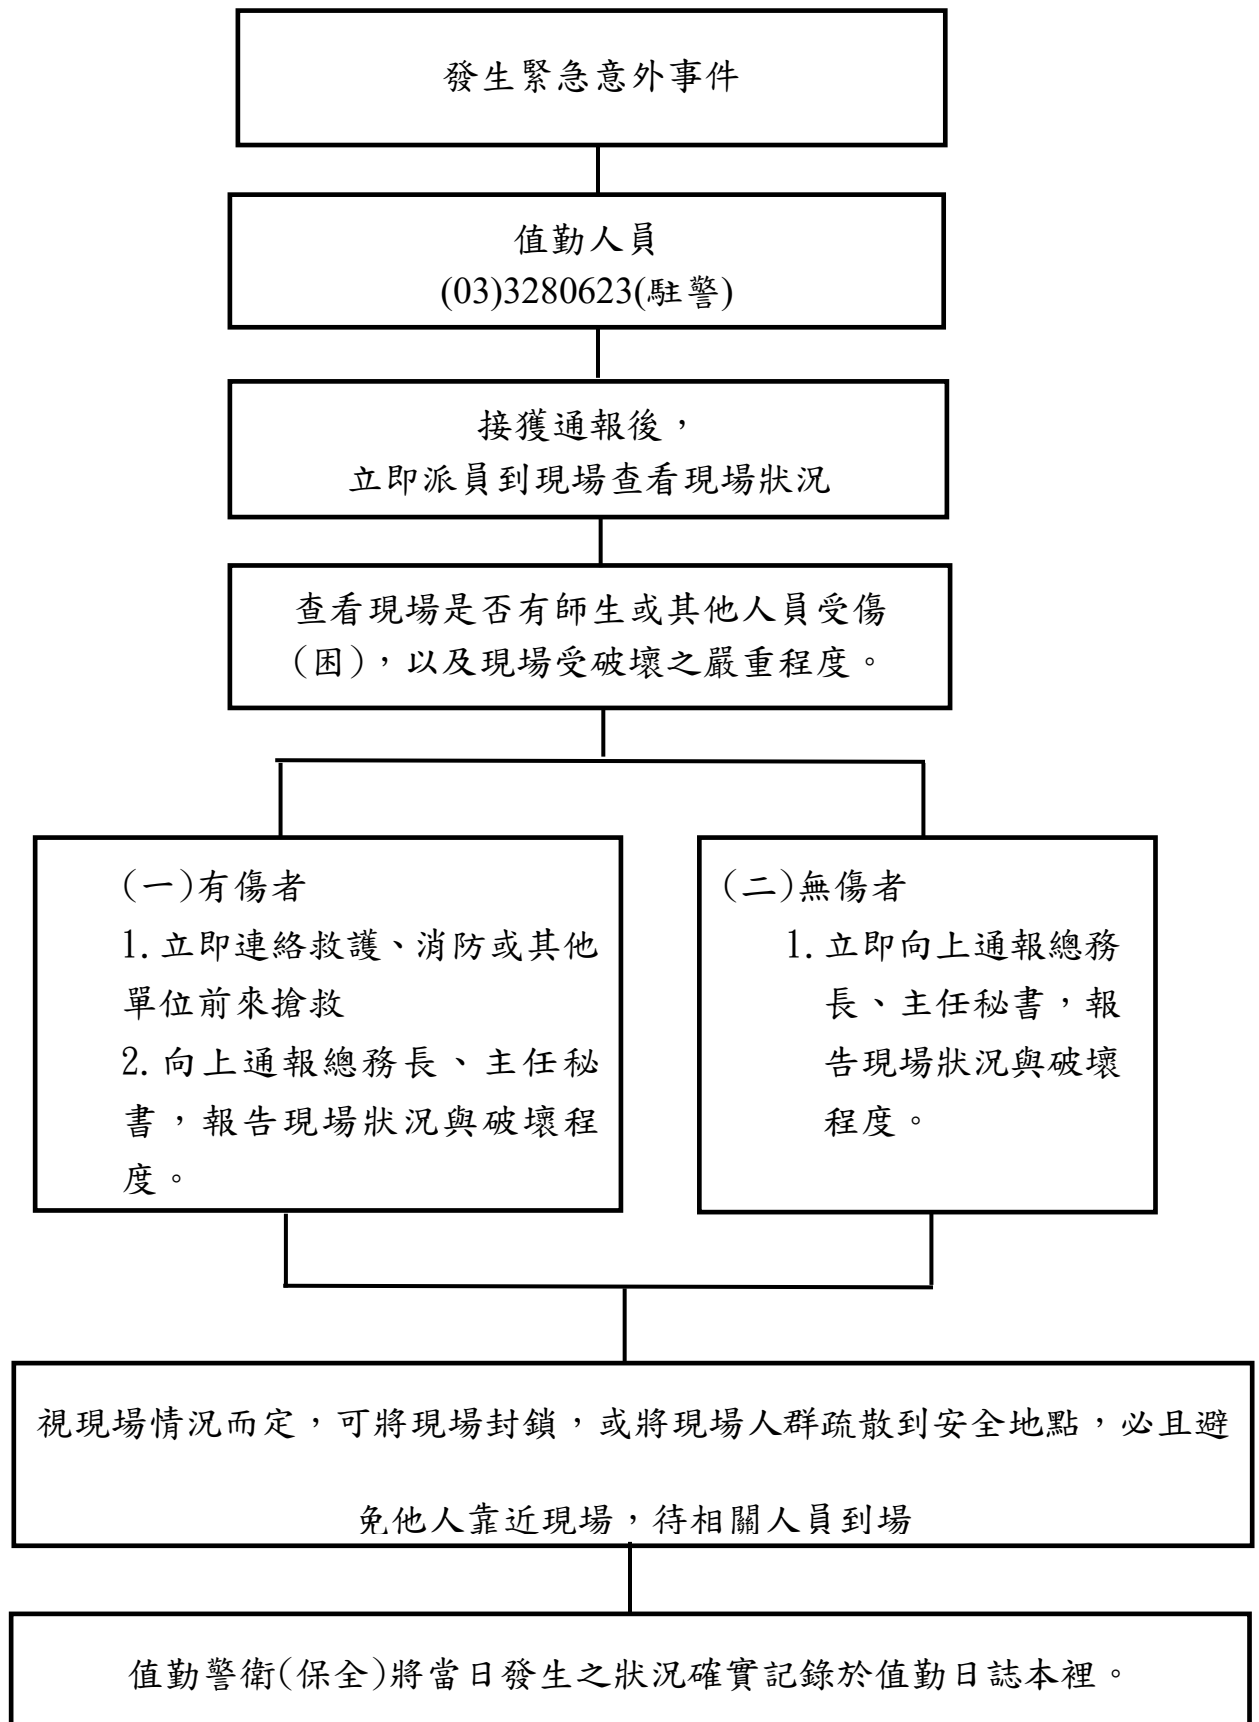 發生緊急意外事件
值勤人員
(03)3280623(駐警)
接獲通報後，
立即派員到現場查看現場狀況
查看現場是否有師生或其他人員受傷
(困)，以及現場受破壞之嚴重程度。
(一)有傷者
1.立即連絡救護、消防或其他
單位前來搶救
2.向上通報總務長、主任秘
書，報告現場狀況與破壞程
度。
(二)無傷者
1.立即向上通報總務
長、主任秘書，報
告現場狀況與破壞
程度。
視現場情況而定，可將現場封鎖，或將現場人群疏散到安全地點，必且避
免他人靠近現場，待相關人員到場
值勤警衛(保全)將當日發生之狀況確實記錄於值勤日誌本裡。